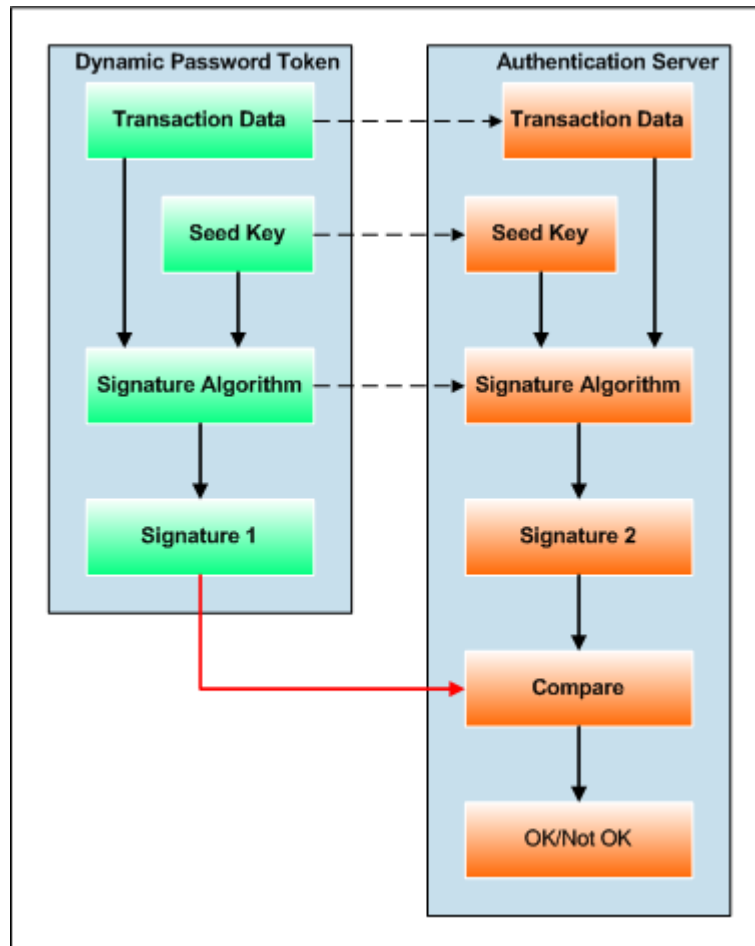 Dynamic Password Token
Authentication Server
Transaction Data
Transaction Data
Seed Key
Seed Key
Signature Algorithm
Signature Algorithm
Signature 1
Signature 2
Compare
OK/Not OK